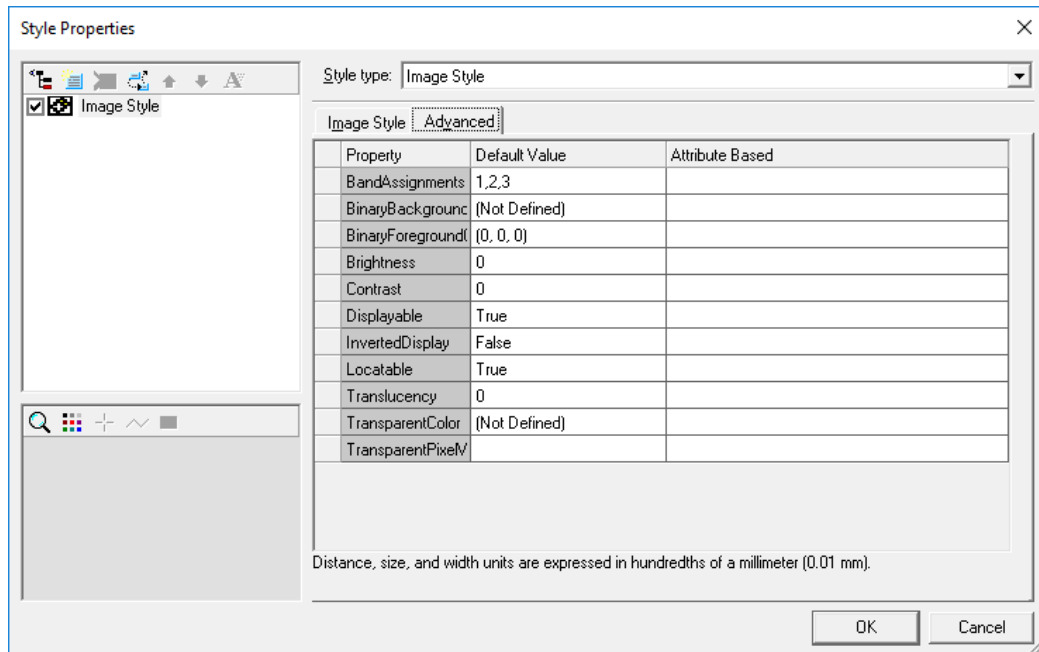 Style Properties
Style type: Image Style
Image Style
Image Style Advanced
Property Default Value Attribute Based
BandAssignments 1,2,3
BinaryBackgrounc (Not Defined)
BinaryForeground( (0, 0, 0)
Brightness 0
Contrast 0
Displayable True
InvertedDisplay False
Locatable True
Translucency 0
TransparentColor (Not Defined)
TransparentPixelV
Distance, size, and width units are expressed in hundredths of a millimeter (0.01 mm).
OK Cancel